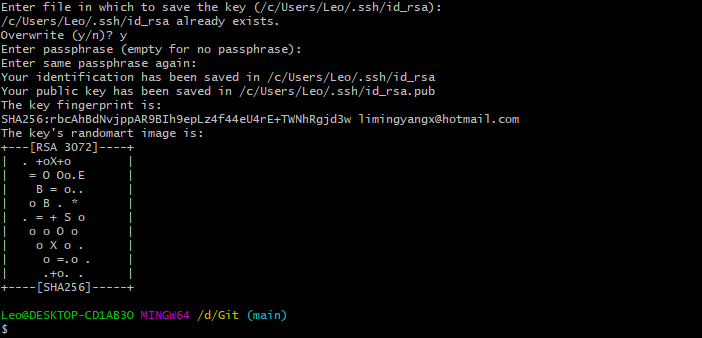 Enter file in which to save the key (/c/Users/Leo/.ssh/id_rsa):
/c/Users/Leo/.ssh/id_rsa already exists.
Overwrite (y/n)? y
Enter passphrase (empty for no passphrase):
Enter same passphrase again:
Your identification has been saved in /c/Users/Leo/.ssh/id_rsa
Your public key has been saved in /c/Users/Leo/.ssh/id_rsa.pub
The key fingerprint is:
SHA256:rbcAhBdNvjppAR9BIh9epLz4f44eU4rE+TWNhRgjd3w limingyangx@hotmail.com
The key's randomart image is:
+---[RSA 3072]----+
|  . +oX+o        |
|   = O Oo.E      |
|    B = o..      |
|   o B . *       |
|  . = + S o      |
|   o o O o       |
|    o X o .      |
|     o =.o .     |
|     .+o. .      |
+----[SHA256]-----+
Leo@DESKTOP-CD1AB3O MINGW64 /d/Git (main)
$